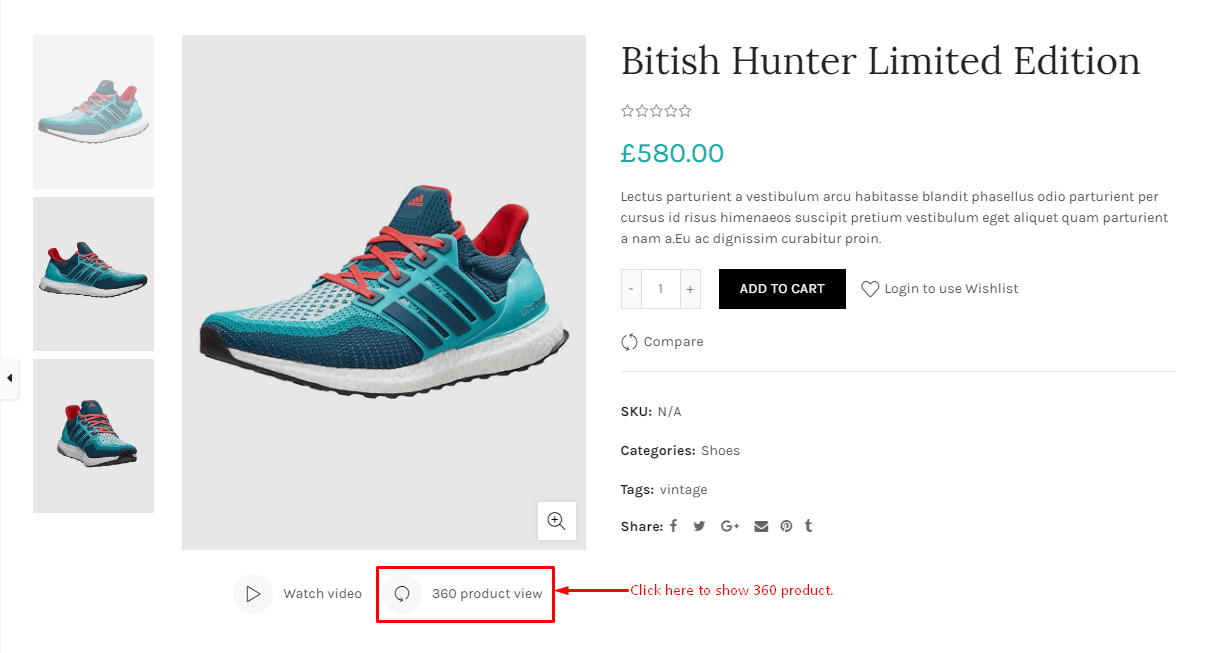 Bitish Hunter Limited Edition
£580.00
Lectus parturient a vestibulum arcu habitasse blandit phasellus odio parturient per
cursus id risus himenaeos suscipit pretium vestibulum eget aliquet quam parturient
a nam a.Eu ac dignissim curabitur proin.
- 1 + ADD TO CART Login to use Wishlist
Compare
SKU: N/A
Categories: Shoes
Tags: vintage
Share:
Watch video 360 product view Click here to show 360 product.